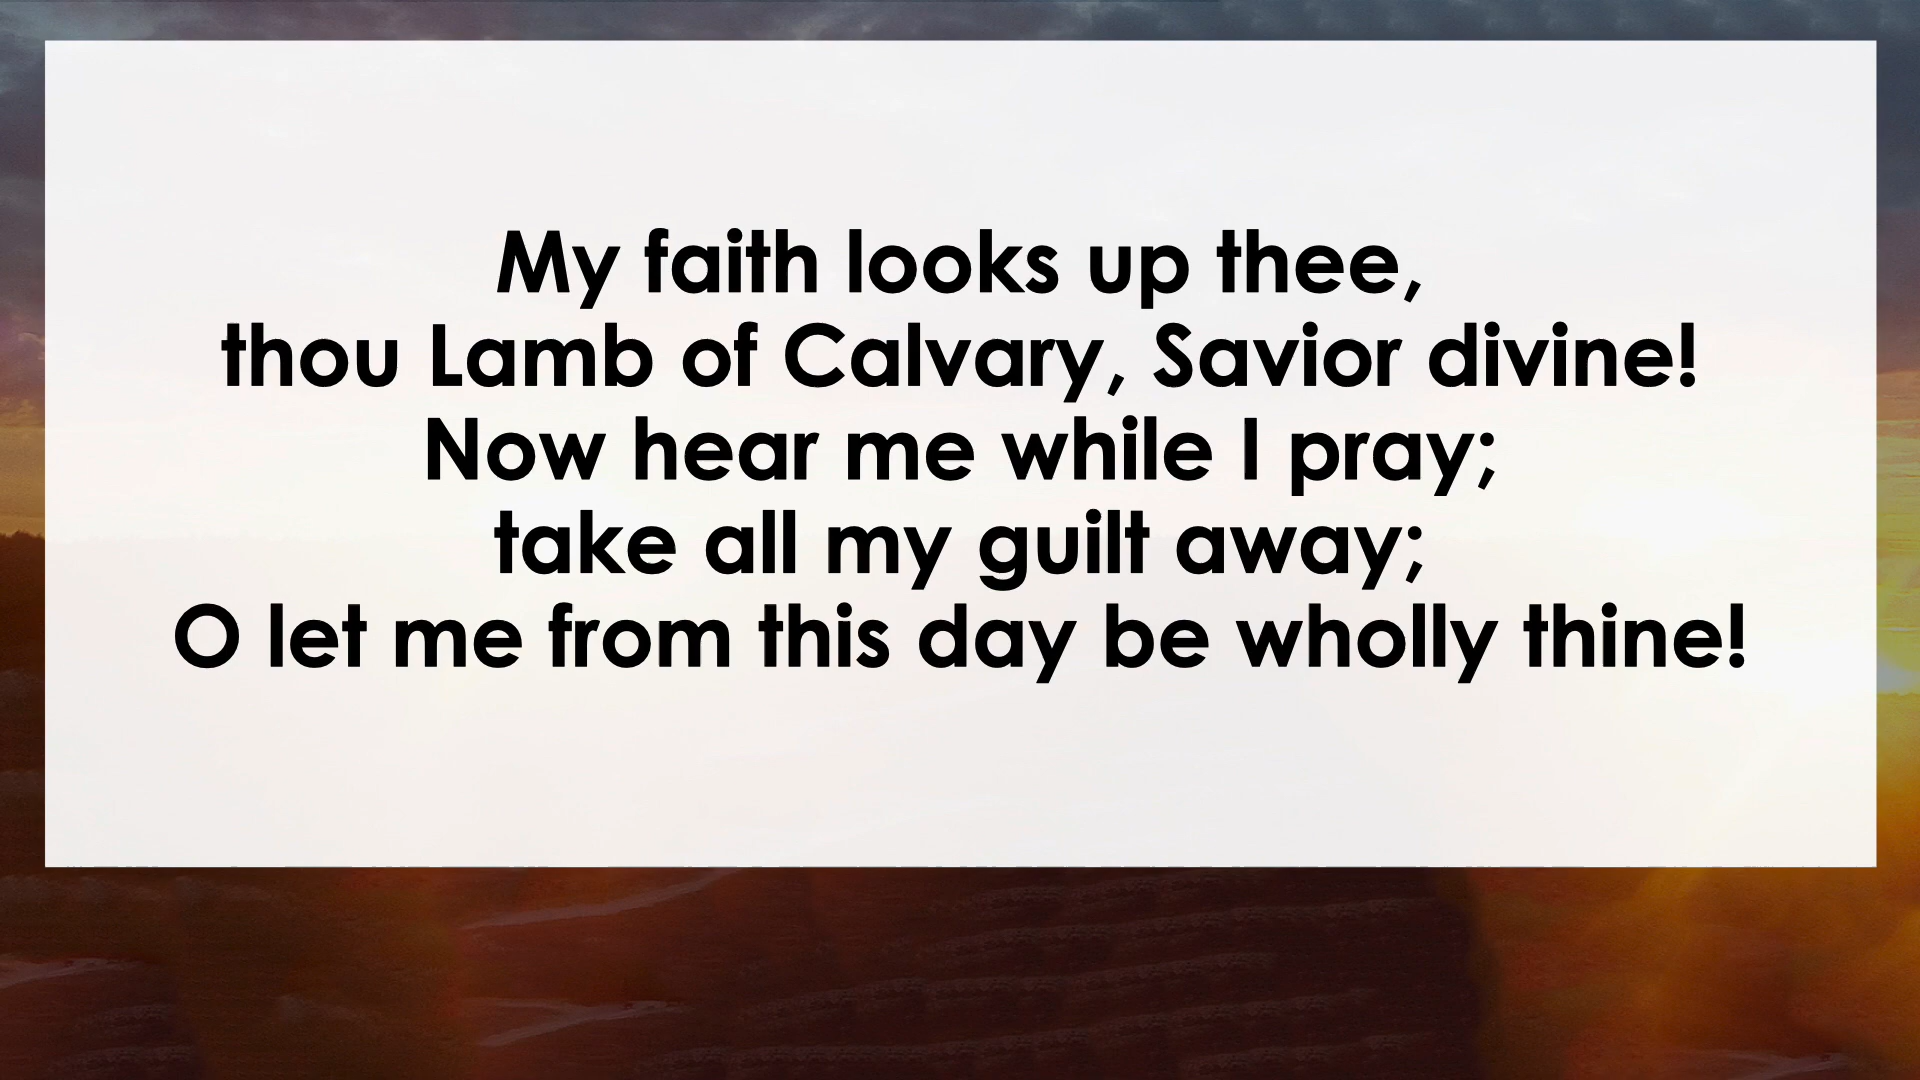 My faith looks up thee,
thou Lamb of Calvary, Savior divine!
Now hear me while I pray;
take all my guilt away;
O let me from this day be wholly thine!